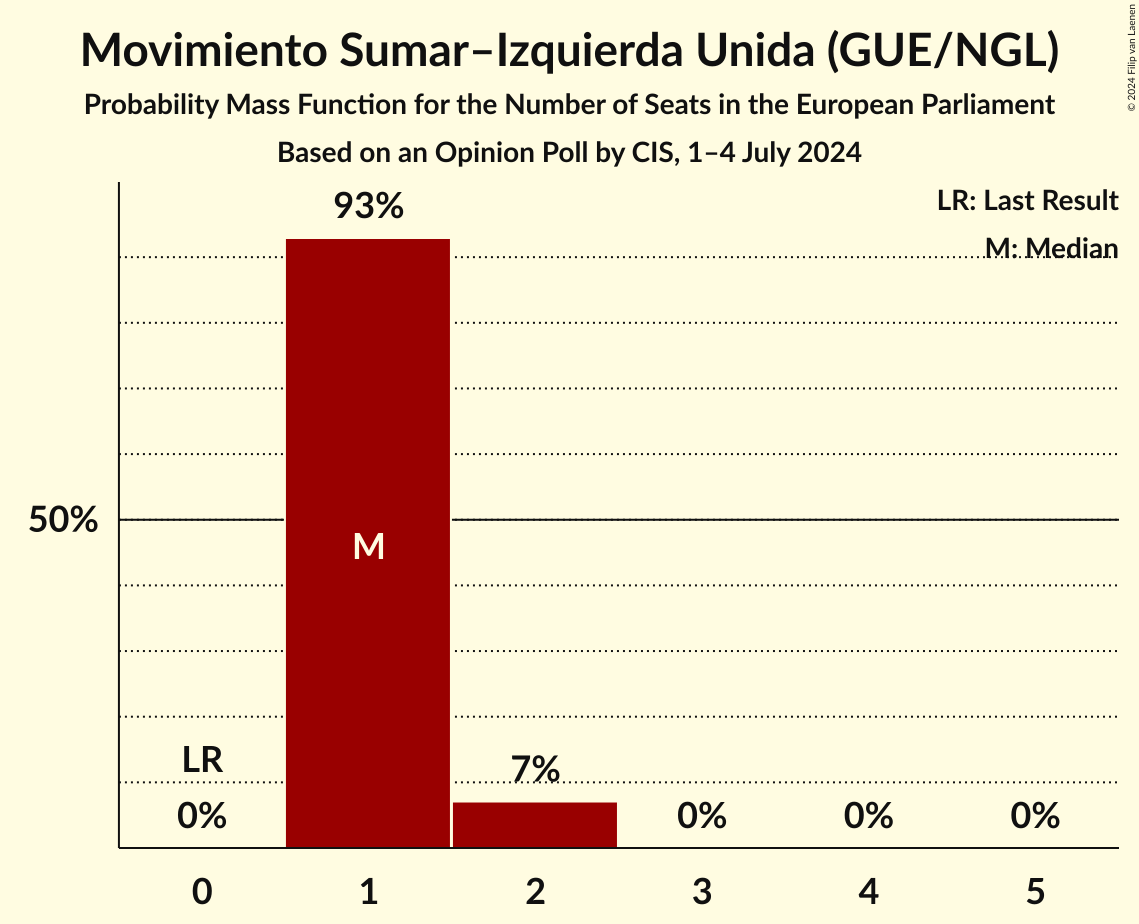 Movimiento Sumar–Izquierda Unida (GUE/NGL)
Probability Mass Function for the Number of Seats in the European Parliament
Based on an Opinion Poll by CIS, 1–4 July 2024
© 2024 Filip van Laenen
LR: Last Result
M: Median
93%
50%
M
LR
7%
0%
0%
0%
0%
0 1 2 3 4 5